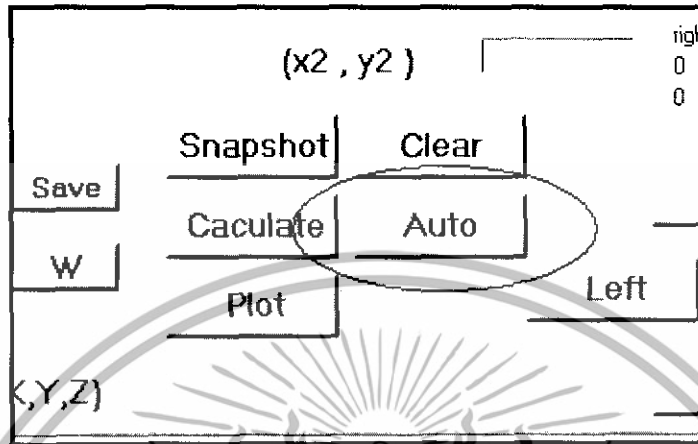 (x2 , y2 )
0
0
Snapshot Clear
Save
Caculate Auto
W
Left
Plot
,Y,Z)